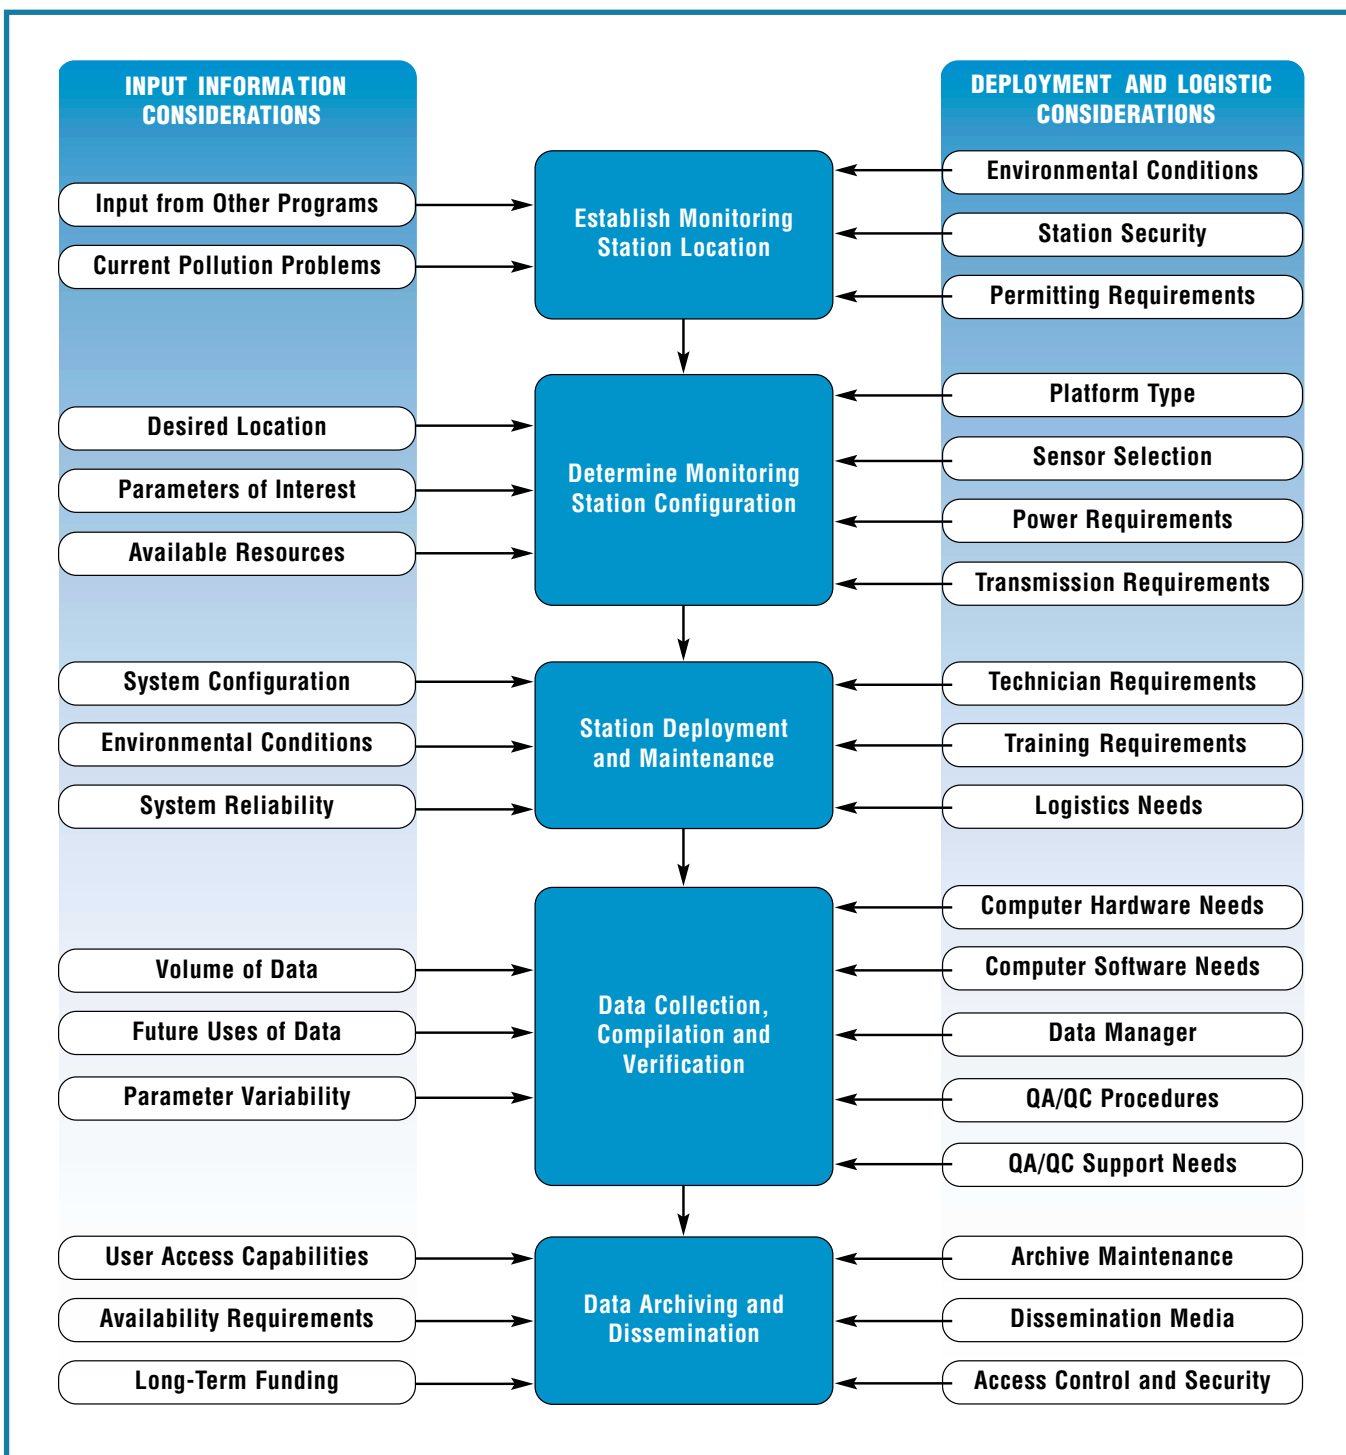 INPUT INFORMATION
CONSIDERATIONS
Input from Other Programs
Current Pollution Problems
Desired Location
Parameters of Interest
Available Resources
System Configuration
Environmental Conditions
System Reliability
Volume of Data
Future Uses of Data
Parameter Variability
User Access Capabilities
Availability Requirements
Long-Term Funding
Establish Monitoring
Station Location
Determine Monitoring
Station Configuration
Station Deployment
and Maintenance
Data Collection,
Compilation and
Verification
Data Archiving and
Dissemination
DEPLOYMENT AND LOGISTIC
CONSIDERATIONS
Environmental Conditions
Station Security
Permitting Requirements
Platform Type
Sensor Selection
Power Requirements
Transmission Requirements
Technician Requirements
Training Requirements
Logistics Needs
Computer Hardware Needs
Computer Software Needs
Data Manager
QA/QC Procedures
QA/QC Support Needs
Archive Maintenance
Dissemination Media
Access Control and Security